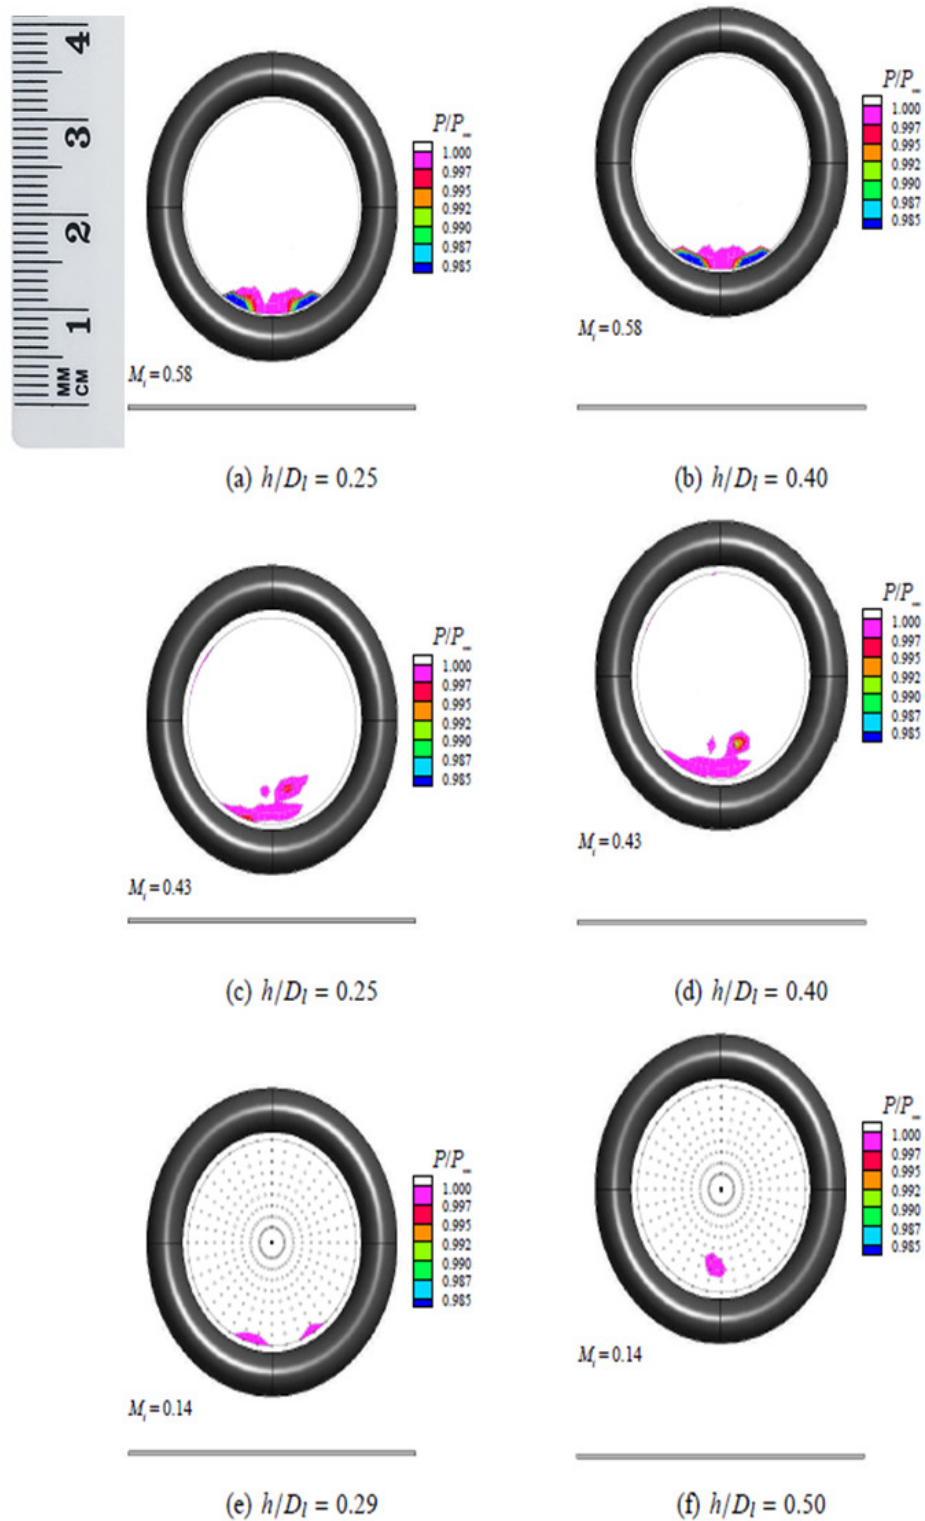 4
3
2
1
MM
CM
P/P∞
1.000
0.997
0.995
0.992
0.990
0.987
0.985
M_i = 0.58
(a) h/D_l = 0.25
P/P∞
1.000
0.997
0.995
0.992
0.990
0.987
0.985
M_i = 0.58
(b) h/D_l = 0.40
P/P∞
1.000
0.997
0.995
0.992
0.990
0.987
0.985
M_i = 0.43
(c) h/D_l = 0.25
P/P∞
1.000
0.997
0.995
0.992
0.990
0.987
0.985
M_i = 0.43
(d) h/D_l = 0.40
P/P∞
1.000
0.997
0.995
0.992
0.990
0.987
0.985
M_i = 0.14
(e) h/D_l = 0.29
P/P∞
1.000
0.997
0.995
0.992
0.990
0.987
0.985
M_i = 0.14
(f) h/D_l = 0.50